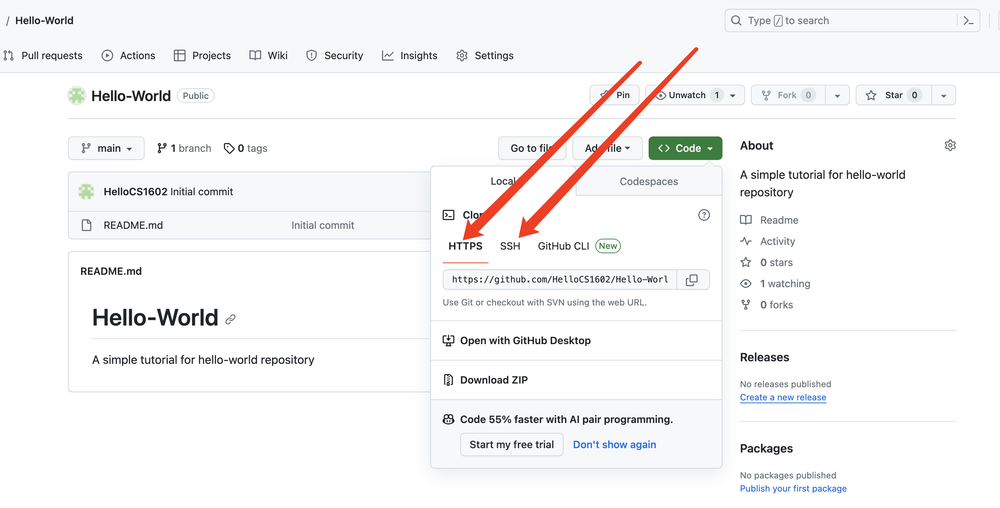 / Hello-World
Type / to search
Pull requests Actions Projects Wiki Security Insights Settings
Hello-World Public
Pin Unwatch 1 Fork 0 Star 0
main 1 branch 0 tags
Go to file Add file <> Code
HelloCS1602 Initial commit
README.md Initial commit
README.md
Hello-World
A simple tutorial for hello-world repository
Local Codespaces
Clone
HTTPS SSH GitHub CLI New
https://github.com/HelloCS1602/Hello-Worl
Use Git or checkout with SVN using the web URL.
Open with GitHub Desktop
Download ZIP
Code 55% faster with AI pair programming.
Start my free trial Don't show again
About
A simple tutorial for hello-world
repository
Readme
Activity
0 stars
1 watching
0 forks
Releases
No releases published
Create a new release
Packages
No packages published
Publish your first package